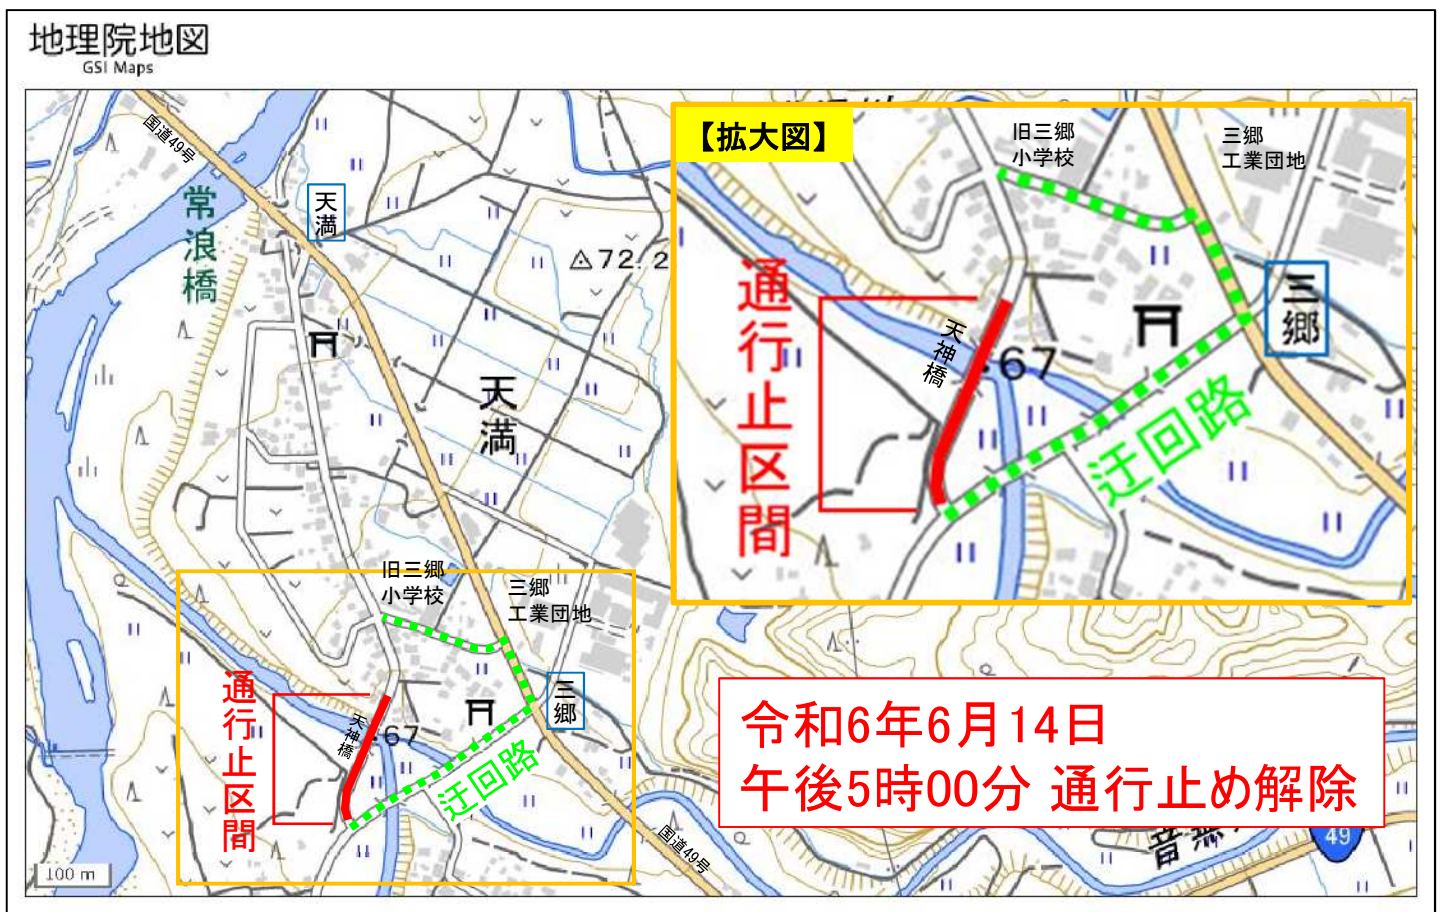 地理院地図
GSI Maps
国道49号
常浪橋
天満
72.2
天満
旧三郷
小学校
三郷
工業団地
三郷
通行止区間
天神橋
67
迂回路
国道49号
100 m
【拡大図】
旧三郷
小学校
三郷
工業団地
三郷
通行止区間
天神橋
67
迂回路
令和6年6月14日
午後5時00分 通行止め解除
49